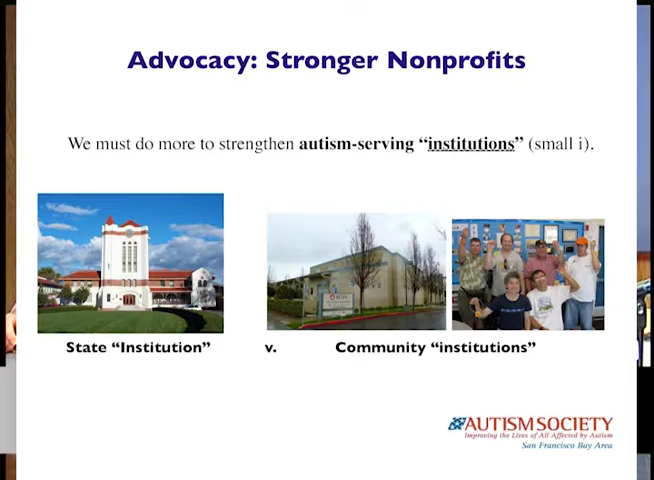 Advocacy: Stronger Nonprofits
We must do more to strengthen autism-serving “institutions” (small i).
State “Institution”
v.
Community “institutions”
AUTISM SOCIETY
Improving the Lives of All Affected by Autism
San Francisco Bay Area